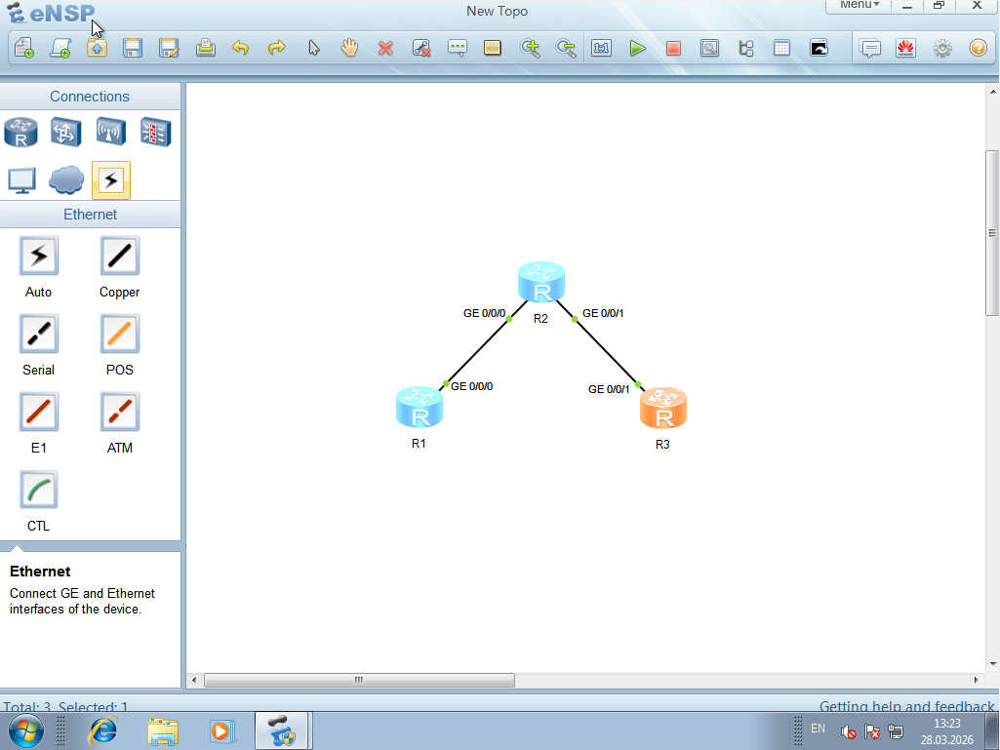 eNSP
New Topo
Menu
Connections
R
Ethernet
Auto
Copper
Serial
POS
E1
ATM
CTL
Ethernet
Connect GE and Ethernet
interfaces of the device.
R
GE 0/0/0
GE 0/0/1
R2
GE 0/0/0
GE 0/0/1
R
R
R1
R3
Total: 3 Selected: 1
Getting help and feedback
EN
13:23
28.03.2026